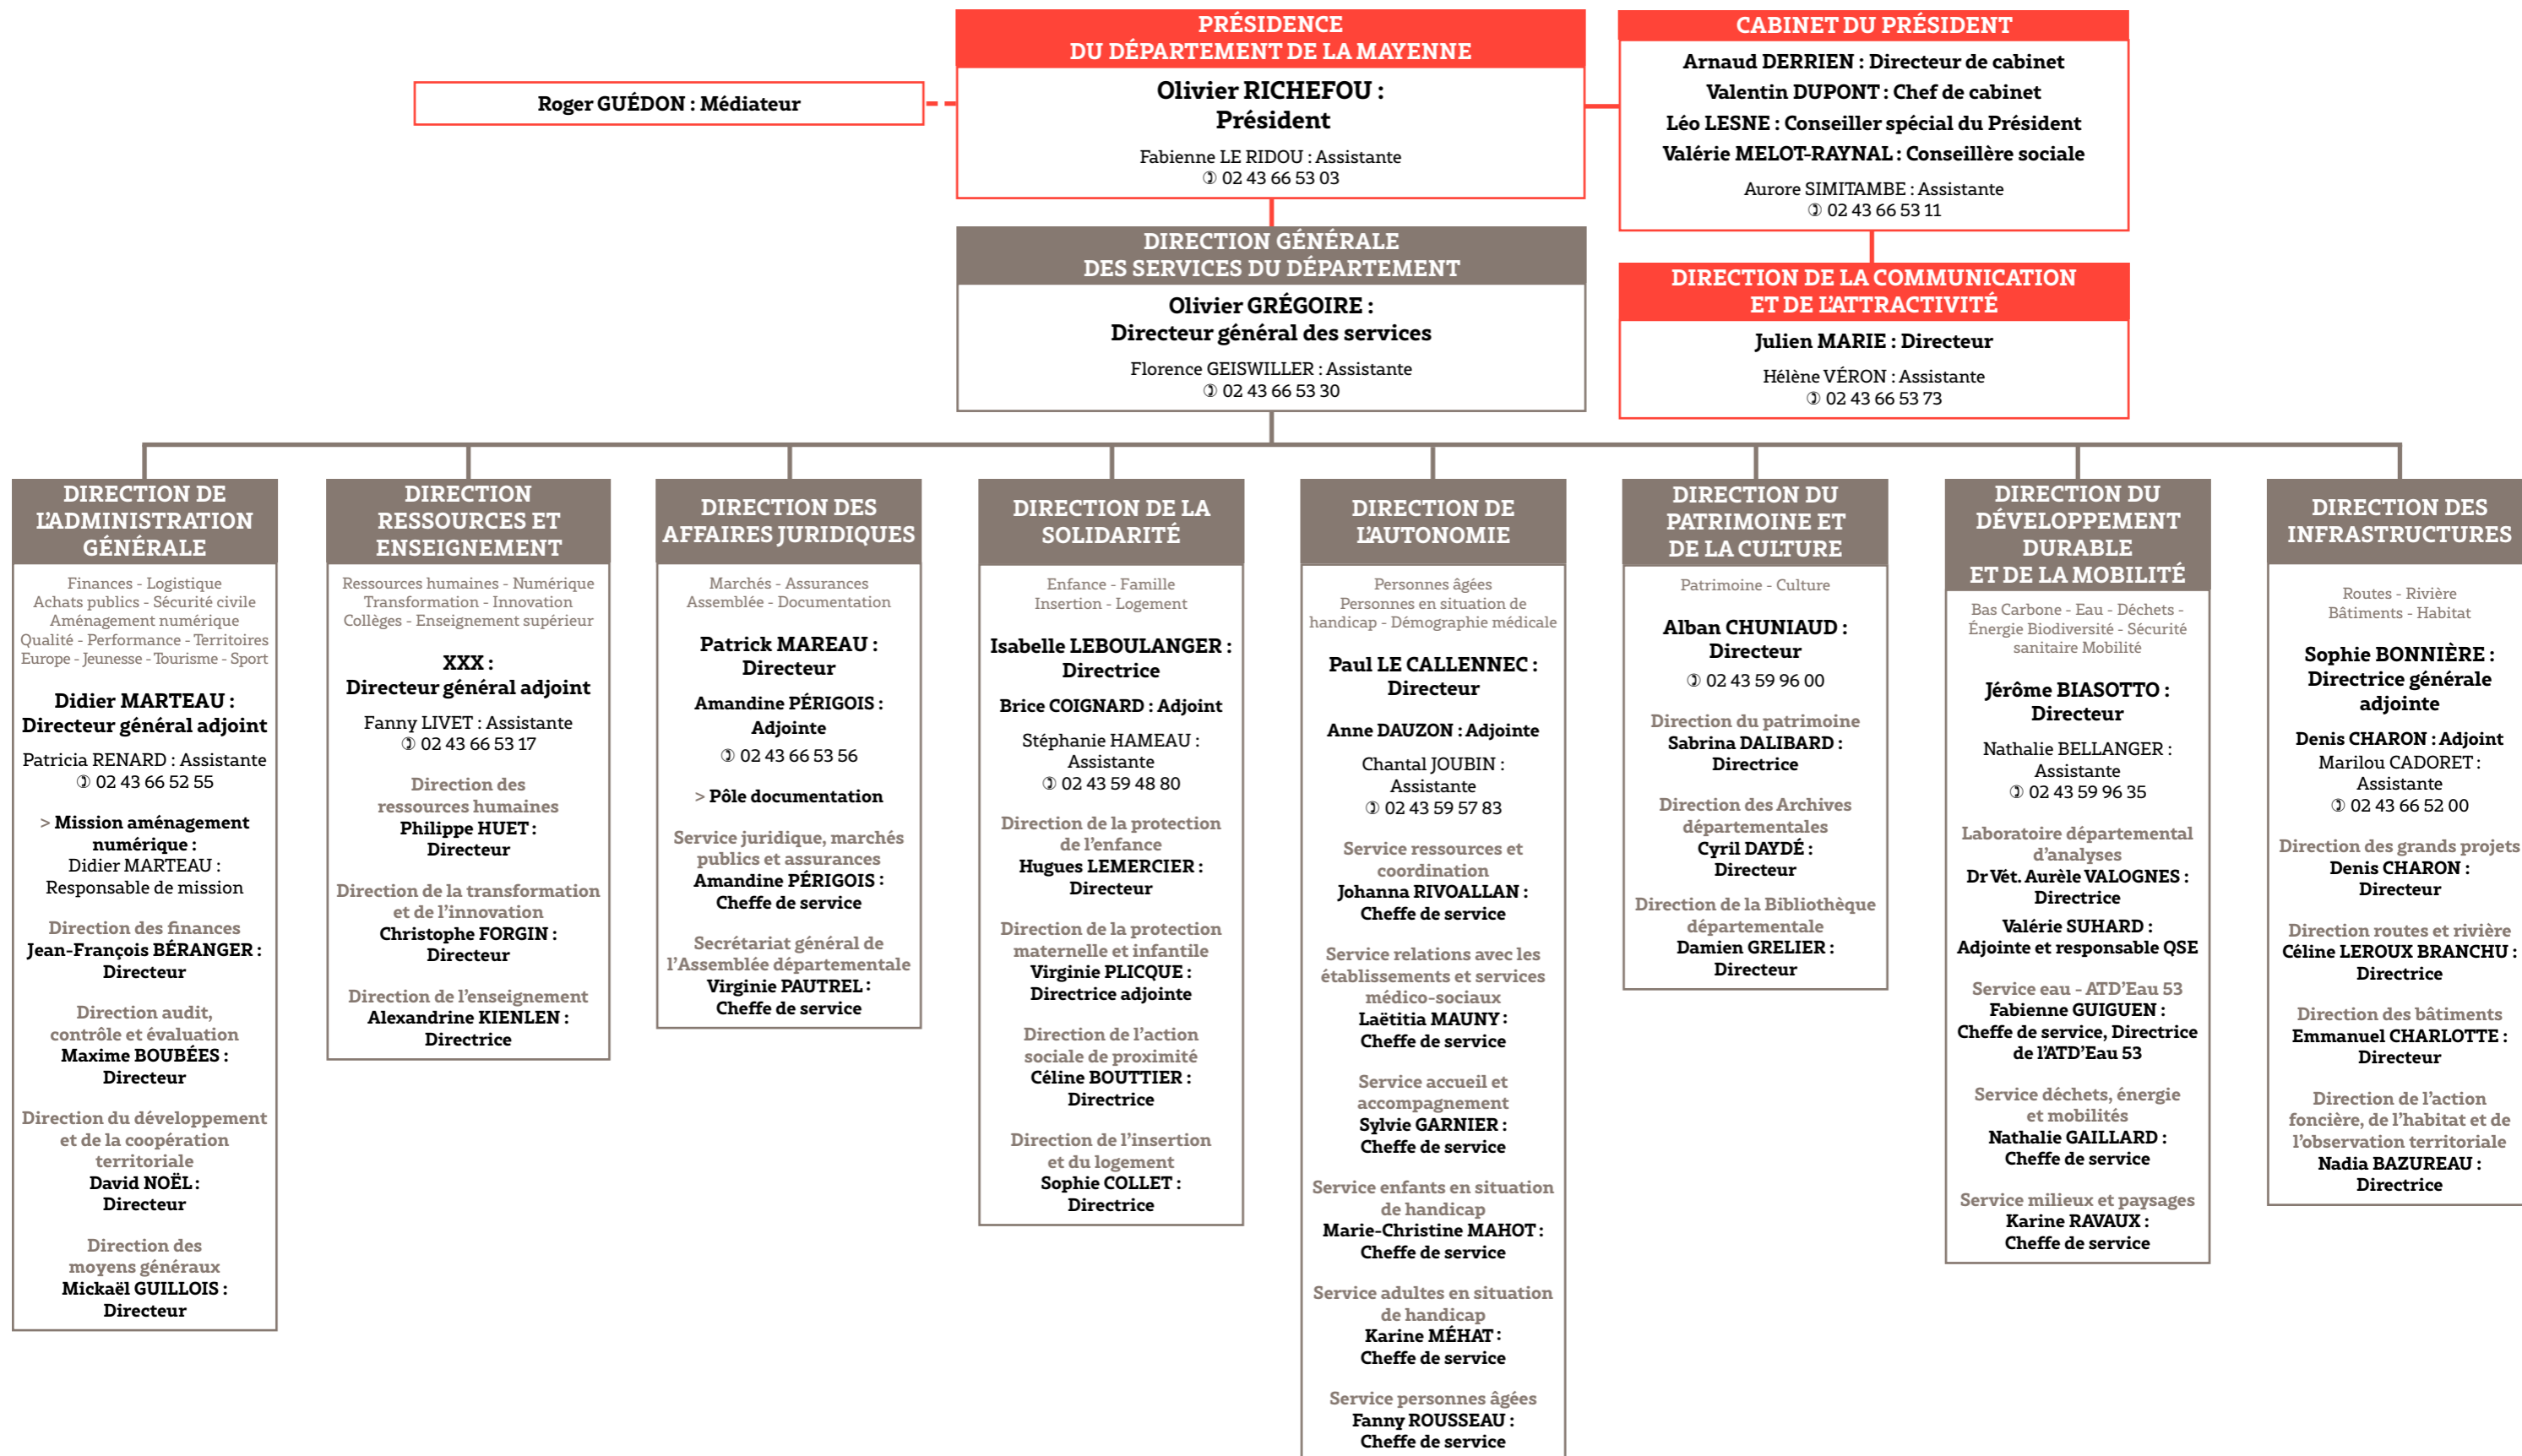 PRÉSIDENCE
DU DÉPARTEMENT DE LA MAYENNE
Olivier RICHEFOU :
Président
Fabienne LE RIDOU : Assistante
✆ 02 43 66 53 03
Roger GUÉDON : Médiateur
CABINET DU PRÉSIDENT
Arnaud DERRIEN : Directeur de cabinet
Valentin DUPONT : Chef de cabinet
Léo LESNE : Conseiller spécial du Président
Valérie MELOT-RAYNAL : Conseillère sociale
Aurore SIMITAMBE : Assistante
✆ 02 43 66 53 11
DIRECTION GÉNÉRALE
DES SERVICES DU DÉPARTEMENT
Olivier GRÉGOIRE :
Directeur général des services
Florence GEISWILLER : Assistante
✆ 02 43 66 53 30
DIRECTION DE LA COMMUNICATION
ET DE L'ATTRACTIVITÉ
Julien MARIE : Directeur
Hélène VÉRON : Assistante
✆ 02 43 66 53 73
DIRECTION DE
L'ADMINISTRATION
GÉNÉRALE
Finances - Logistique
Achats publics - Sécurité civile
Aménagement numérique
Qualité - Performance - Territoires
Europe - Jeunesse - Tourisme - Sport
Didier MARTEAU :
Directeur général adjoint
Patricia RENARD : Assistante
✆ 02 43 66 52 55
> Mission aménagement
numérique :
Didier MARTEAU :
Responsable de mission
Direction des finances
Jean-François BÉRANGER :
Directeur
Direction audit,
contrôle et évaluation
Maxime BOUBÉES :
Directeur
Direction du développement
et de la coopération
territoriale
David NOËL :
Directeur
Direction des
moyens généraux
Mickaël GUILLOIS :
Directeur
DIRECTION
RESSOURCES ET
ENSEIGNEMENT
Ressources humaines - Numérique
Transformation - Innovation
Collèges - Enseignement supérieur
XXX :
Directeur général adjoint
Fanny LIVET : Assistante
✆ 02 43 66 53 17
Direction des
ressources humaines
Philippe HUET :
Directeur
Direction de la transformation
et de l'innovation
Christophe FORGIN :
Directeur
Direction de l'enseignement
Alexandrine KIENLEN :
Directrice
DIRECTION DES
AFFAIRES JURIDIQUES
Marchés - Assurances
Assemblée - Documentation
Patrick MAREAU :
Directeur
Amandine PÉRIGOIS :
Adjointe
✆ 02 43 66 53 56
> Pôle documentation
Service juridique, marchés
publics et assurances
Amandine PÉRIGOIS :
Cheffe de service
Secrétariat général de
l'Assemblée départementale
Virginie PAUTREL :
Cheffe de service
DIRECTION DE LA
SOLIDARITÉ
Enfance - Famille
Insertion - Logement
Isabelle LEBOULANGER :
Directrice
Brice COIGNARD : Adjoint
Stéphanie HAMEAU :
Assistante
✆ 02 43 59 48 80
Direction de la protection
de l'enfance
Hugues LEMERCIER :
Directeur
Direction de la protection
maternelle et infantile
Virginie PLICQUE :
Directrice adjointe
Direction de l'action
sociale de proximité
Céline BOUTTIER :
Directrice
Direction de l'insertion
et du logement
Sophie COLLET :
Directrice
DIRECTION DE
L'AUTONOMIE
Personnes âgées
Personnes en situation de
handicap - Démographie médicale
Paul LE CALLENNEC :
Directeur
Anne DAUZON : Adjointe
Chantal JOUBIN :
Assistante
✆ 02 43 59 57 83
Service ressources et
coordination
Johanna RIVOALLAN :
Cheffe de service
Service relations avec les
établissements et services
médico-sociaux
Laëtitia MAUNY :
Cheffe de service
Service accueil et
accompagnement
Sylvie GARNIER :
Cheffe de service
Service enfants en situation
de handicap
Marie-Christine MAHOT :
Cheffe de service
Service adultes en situation
de handicap
Karine MÉHAT :
Cheffe de service
Service personnes âgées
Fanny ROUSSEAU :
Cheffe de service
DIRECTION DU
PATRIMOINE ET
DE LA CULTURE
Patrimoine - Culture
Alban CHUNIAUD :
Directeur
✆ 02 43 59 96 00
Direction du patrimoine
Sabrina DALIBARD :
Directrice
Direction des Archives
départementales
Cyril DAYDÉ :
Directeur
Direction de la Bibliothèque
départementale
Damien GRELIER :
Directeur
DIRECTION DU
DÉVELOPPEMENT
DURABLE
ET DE LA MOBILITÉ
Bas Carbone - Eau - Déchets -
Énergie Biodiversité - Sécurité
sanitaire Mobilité
Jérôme BIASOTTO :
Directeur
Nathalie BELLANGER :
Assistante
✆ 02 43 59 96 35
Laboratoire départemental
d'analyses
Dr Vét. Aurèle VALOGNES :
Directrice
Valérie SUHARD :
Adjointe et responsable QSE
Service eau - ATD'Eau 53
Fabienne GUIGUEN :
Cheffe de service, Directrice
de l'ATD'Eau 53
Service déchets, énergie
et mobilités
Nathalie GAILLARD :
Cheffe de service
Service milieux et paysages
Karine RAVAUX :
Cheffe de service
DIRECTION DES
INFRASTRUCTURES
Routes - Rivière
Bâtiments - Habitat
Sophie BONNIÈRE :
Directrice générale
adjointe
Denis CHARON : Adjoint
Marilou CADORET :
Assistante
✆ 02 43 66 52 00
Direction des grands projets
Denis CHARON :
Directeur
Direction routes et rivière
Céline LEROUX BRANCHU :
Directrice
Direction des bâtiments
Emmanuel CHARLOTTE :
Directeur
Direction de l'action
foncière, de l'habitat et de
l'observation territoriale
Nadia BAZUREAU :
Directrice